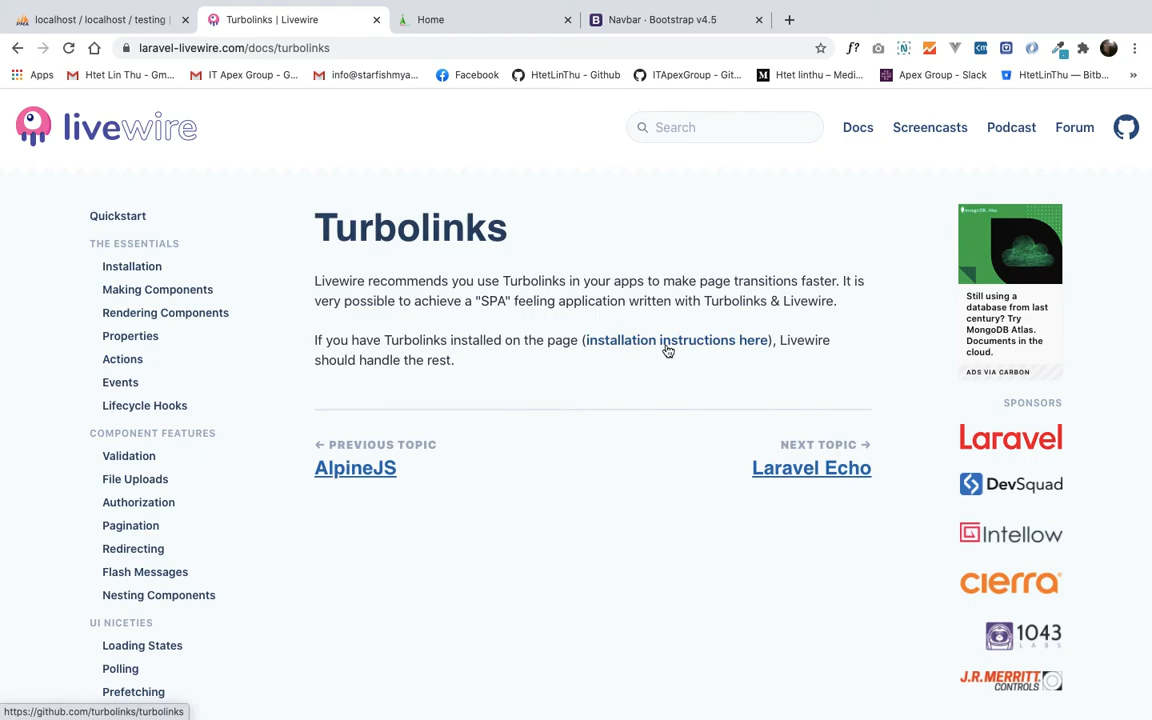 localhost / localhost / testing |
Turbolinks | Livewire
Home
Navbar · Bootstrap v4.5
laravel-livewire.com/docs/turbolinks
Apps
Htet Lin Thu - Gm...
IT Apex Group - G...
info@starfishmya...
Facebook
HtetLinThu - Github
ITApexGroup - Git...
Htet linthu – Medi...
Apex Group - Slack
HtetLinThu — Bitb...
livewire
Search
Docs
Screencasts
Podcast
Forum
Quickstart
THE ESSENTIALS
Installation
Making Components
Rendering Components
Properties
Actions
Events
Lifecycle Hooks
COMPONENT FEATURES
Validation
File Uploads
Authorization
Pagination
Redirecting
Flash Messages
Nesting Components
UI NICETIES
Loading States
Polling
Prefetching
Turbolinks
Livewire recommends you use Turbolinks in your apps to make page transitions faster. It is
very possible to achieve a "SPA" feeling application written with Turbolinks & Livewire.
If you have Turbolinks installed on the page (installation instructions here), Livewire
should handle the rest.
← PREVIOUS TOPIC
AlpineJS
NEXT TOPIC →
Laravel Echo
mongoDB. Atlas
Still using a
database from last
century? Try
MongoDB Atlas.
Documents in the
cloud.
ADS VIA CARBON
SPONSORS
Laravel
DevSquad
Intellow
cierra
1043
LABS
J.R.MERRITT
CONTROLS
https://github.com/turbolinks/turbolinks